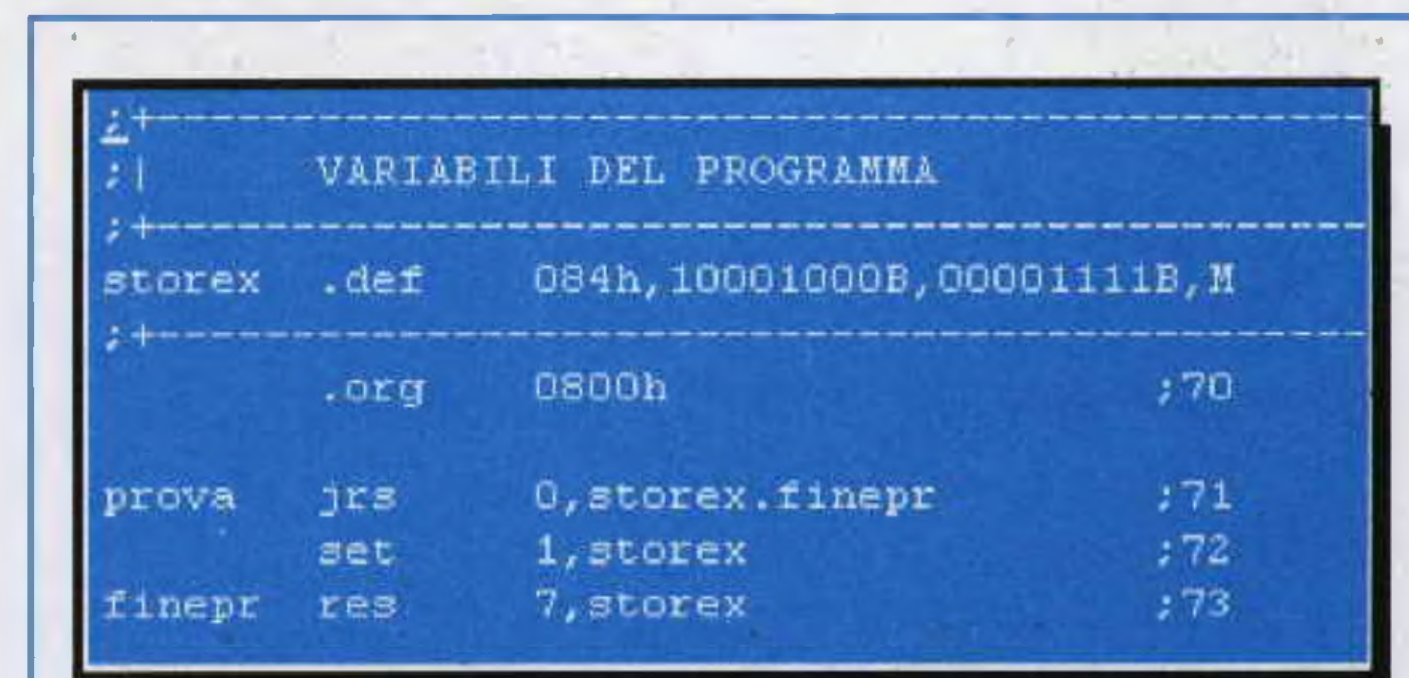 ;+---------------------------------------------------
;|      VARIABILI DEL PROGRAMMA
;+---------------------------------------------------
storex  .def    084h,10001000B,00001111B,M
;+---------------------------------------------------
        .org    0800h                   ;70
prova   jrs     0,storex.finepr         ;71
        set     1,storex                ;72
finepr  res     7,storex                ;73